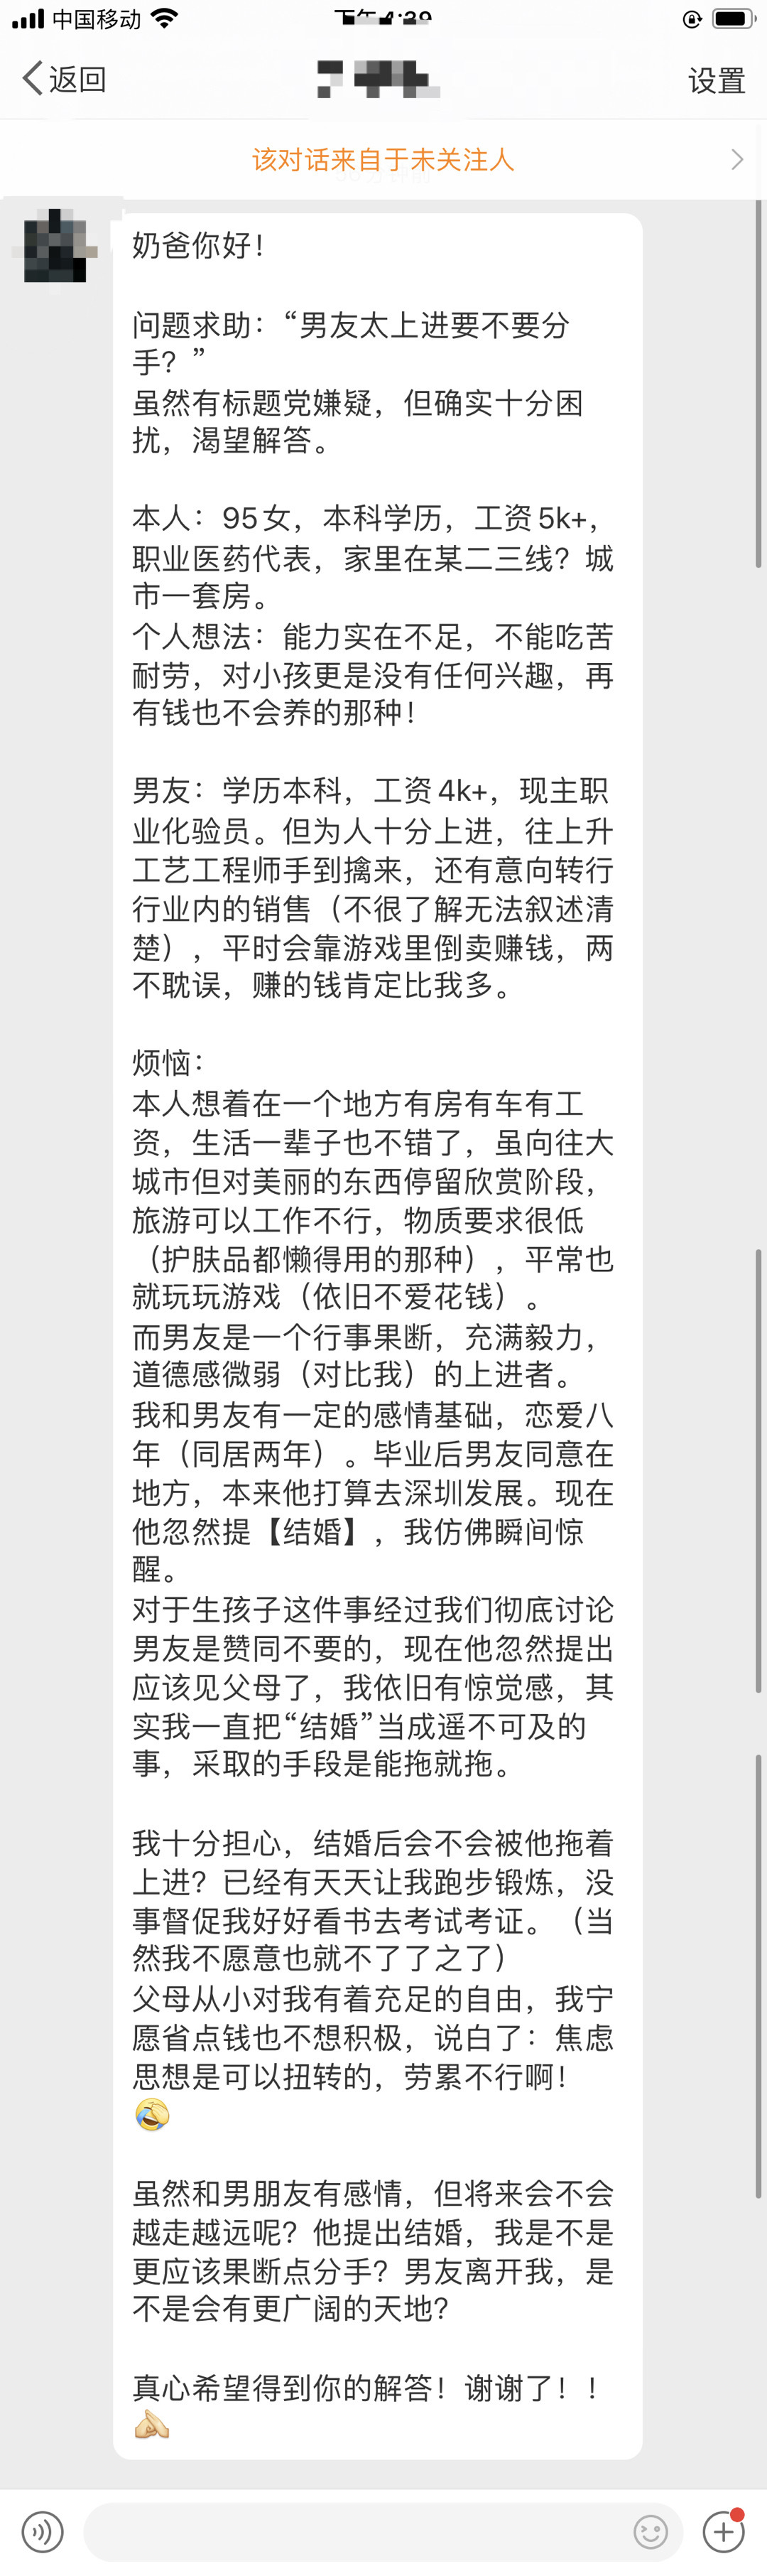 中国移动
返回
设置
该对话来自于未关注人
奶爸你好！
问题求助：“男友太上进要不要分
手？”
虽然有标题党嫌疑，但确实十分困
扰，渴望解答。
本人：95女，本科学历，工资5k+，
职业医药代表，家里在某二三线？城
市一套房。
个人想法：能力实在不足，不能吃苦
耐劳，对小孩更是没有任何兴趣，再
有钱也不会养的那种！
男友：学历本科，工资4k+，现主职
业化验员。但为人十分上进，往上升
工艺工程师手到擒来，还有意向转行
行业内的销售（不很了解无法叙述清
楚），平时会靠游戏里倒卖赚钱，两
不耽误，赚的钱肯定比我多。
烦恼：
本人想着在一个地方有房有车有工
资，生活一辈子也不错了，虽向往大
城市但对美丽的东西停留欣赏阶段，
旅游可以工作不行，物质要求很低
（护肤品都懒得用的那种），平常也
就玩玩游戏（依旧不爱花钱）。
而男友是一个行事果断，充满毅力，
道德感微弱（对比我）的上进者。
我和男友有一定的感情基础，恋爱八
年（同居两年）。毕业后男友同意在
地方，本来他打算去深圳发展。现在
他忽然提【结婚】，我仿佛瞬间惊
醒。
对于生孩子这件事经过我们彻底讨论
男友是赞同不要的，现在他忽然提出
应该见父母了，我依旧有惊觉感，其
实我一直把“结婚”当成遥不可及的
事，采取的手段是能拖就拖。
我十分担心，结婚后会不会被他拖着
上进？已经有天天让我跑步锻炼，没
事督促我好好看书去考试考证。（当
然我不愿意也就不了了之了）
父母从小对我有着充足的自由，我宁
愿省点钱也不想积极，说白了：焦虑
思想是可以扭转的，劳累不行啊！
🤣
虽然和男朋友有感情，但将来会不会
越走越远呢？他提出结婚，我是不是
更应该果断点分手？男友离开我，是
不是会有更广阔的天地？
真心希望得到你的解答！谢谢了！！